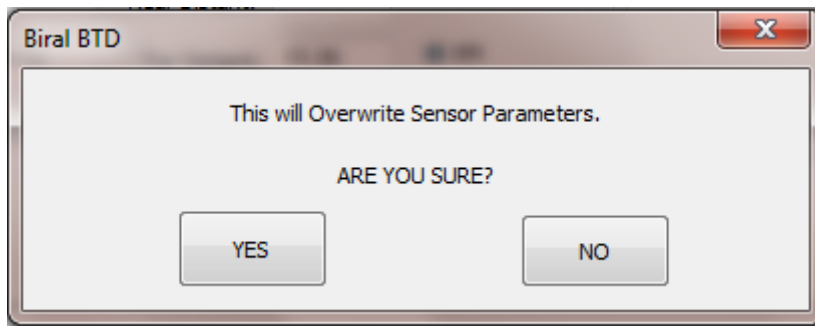 Biral BTD
This will Overwrite Sensor Parameters.
ARE YOU SURE?
YES
NO